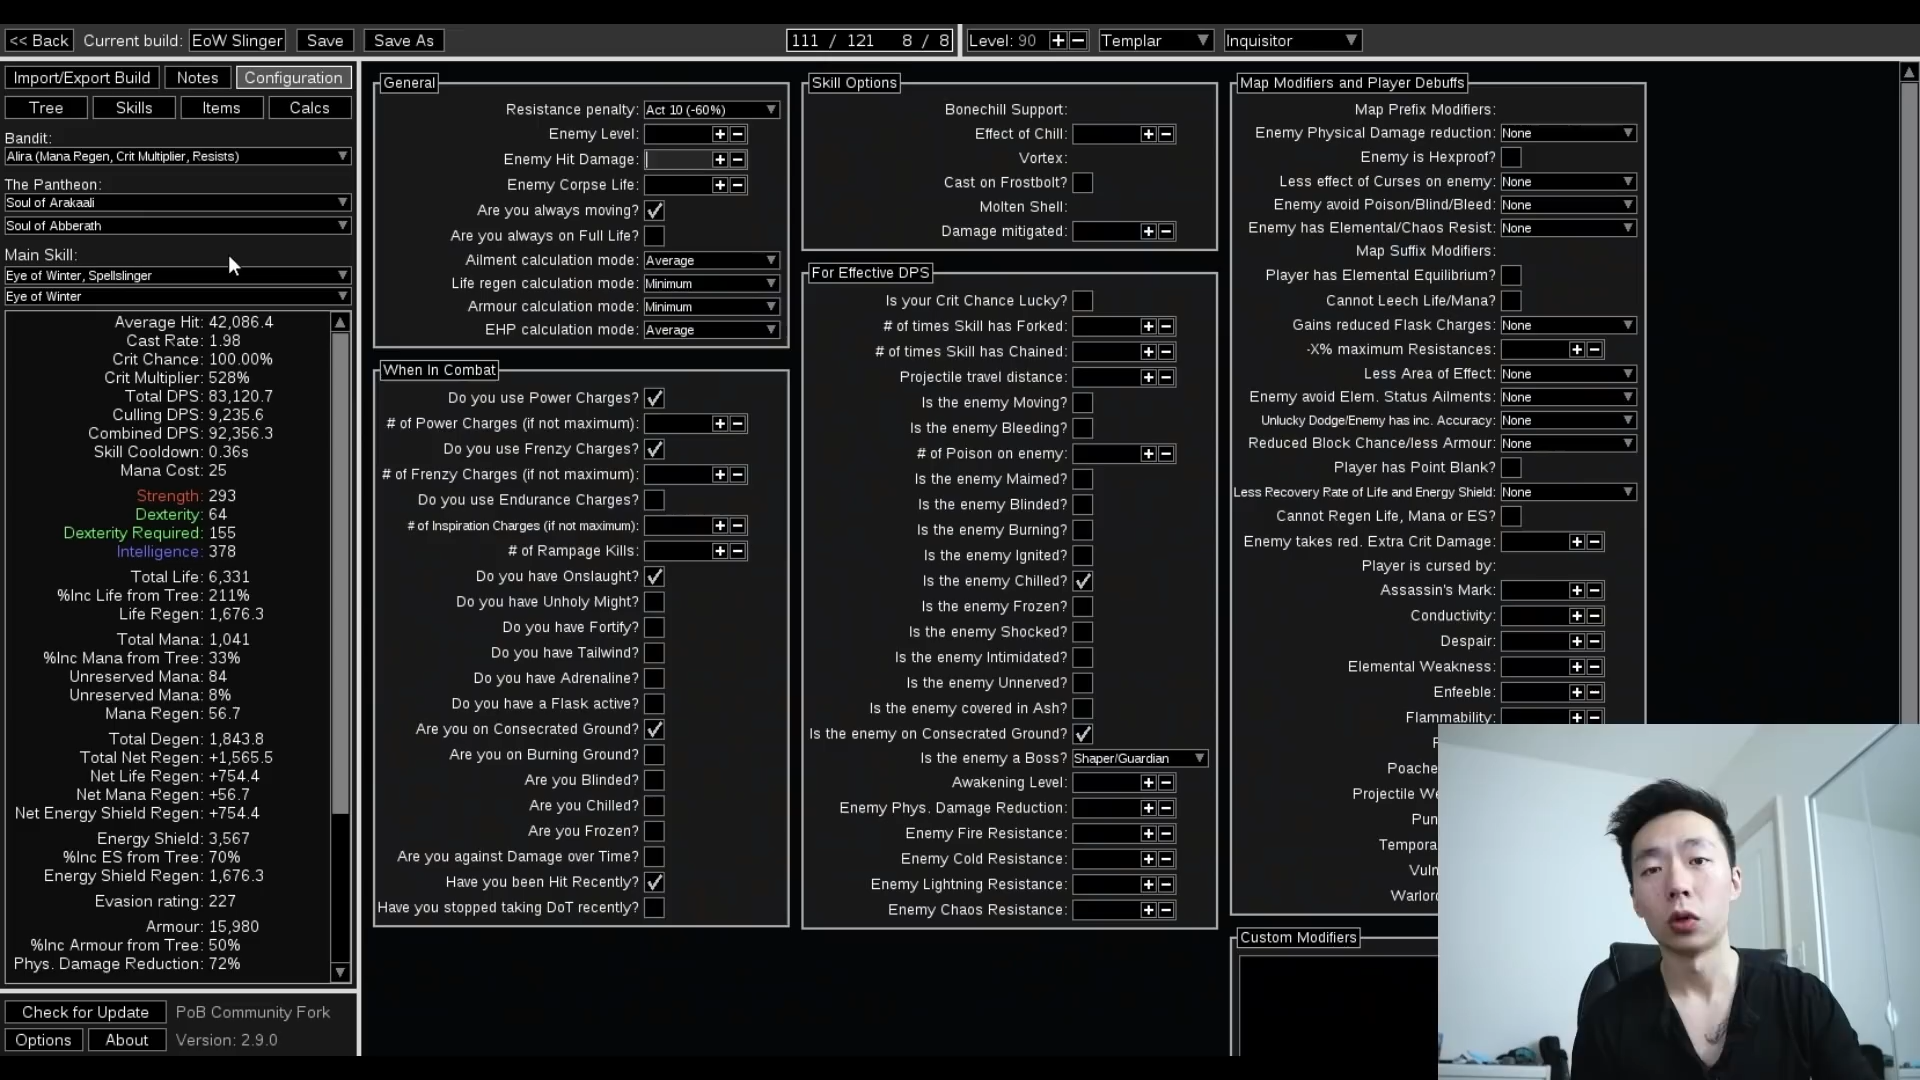 << Back Current build: EoW Slinger Save Save As 111 / 121 8 / 8 Level: 90 Templar Inquisitor
Import/Export Build Notes Configuration
Tree Skills Items Calcs
Bandit:
Alira (Mana Regen, Crit Multiplier, Resists)
The Pantheon:
Soul of Arakaali
Soul of Abberath
Main Skill:
Eye of Winter, Spellslinger
Eye of Winter
Average Hit: 42,086.4
Cast Rate: 1.98
Crit Chance: 100.00%
Crit Multiplier: 528%
Total DPS: 83,120.7
Culling DPS: 9,235.6
Combined DPS: 92,356.3
Skill Cooldown: 0.36s
Mana Cost: 25
Strength: 293
Dexterity: 64
Dexterity Required: 155
Intelligence: 378
Total Life: 6,331
%Inc Life from Tree: 211%
Life Regen: 1,676.3
Total Mana: 1,041
%Inc Mana from Tree: 33%
Unreserved Mana: 84
Unreserved Mana: 8%
Mana Regen: 56.7
Total Degen: 1,843.8
Total Net Regen: +1,565.5
Net Life Regen: +754.4
Net Mana Regen: +56.7
Net Energy Shield Regen: +754.4
Energy Shield: 3,567
%Inc ES from Tree: 70%
Energy Shield Regen: 1,676.3
Evasion rating: 227
Armour: 15,980
%Inc Armour from Tree: 50%
Phys. Damage Reduction: 72%
Check for Update PoB Community Fork
Options About Version: 2.9.0
General
Resistance penalty: Act 10 (-60%)
Enemy Level:
Enemy Hit Damage:
Enemy Corpse Life:
Are you always moving?
Are you always on Full Life?
Ailment calculation mode: Average
Life regen calculation mode: Minimum
Armour calculation mode: Minimum
EHP calculation mode: Average
When In Combat
Do you use Power Charges?
# of Power Charges (if not maximum):
Do you use Frenzy Charges?
# of Frenzy Charges (if not maximum):
Do you use Endurance Charges?
# of Inspiration Charges (if not maximum):
# of Rampage Kills:
Do you have Onslaught?
Do you have Unholy Might?
Do you have Fortify?
Do you have Tailwind?
Do you have Adrenaline?
Do you have a Flask active?
Are you on Consecrated Ground?
Are you on Burning Ground?
Are you Blinded?
Are you Chilled?
Are you Frozen?
Are you against Damage over Time?
Have you been Hit Recently?
Have you stopped taking DoT recently?
Skill Options
Bonechill Support:
Effect of Chill:
Vortex:
Cast on Frostbolt?
Molten Shell:
Damage mitigated:
For Effective DPS
Is your Crit Chance Lucky?
# of times Skill has Forked:
# of times Skill has Chained:
Projectile travel distance:
Is the enemy Moving?
Is the enemy Bleeding?
# of Poison on enemy:
Is the enemy Maimed?
Is the enemy Blinded?
Is the enemy Burning?
Is the enemy Ignited?
Is the enemy Chilled?
Is the enemy Frozen?
Is the enemy Shocked?
Is the enemy Intimidated?
Is the enemy Unnerved?
Is the enemy covered in Ash?
Is the enemy on Consecrated Ground?
Is the enemy a Boss? Shaper/Guardian
Awakening Level:
Enemy Phys. Damage Reduction:
Enemy Fire Resistance:
Enemy Cold Resistance:
Enemy Lightning Resistance:
Enemy Chaos Resistance:
Map Modifiers and Player Debuffs
Map Prefix Modifiers:
Enemy Physical Damage reduction: None
Enemy is Hexproof?
Less effect of Curses on enemy: None
Enemy avoid Poison/Blind/Bleed: None
Enemy has Elemental/Chaos Resist: None
Map Suffix Modifiers:
Player has Elemental Equilibrium?
Cannot Leech Life/Mana?
Gains reduced Flask Charges: None
-X% maximum Resistances:
Less Area of Effect: None
Enemy avoid Elem. Status Ailments: None
Unlucky Dodge/Enemy has inc. Accuracy: None
Reduced Block Chance/less Armour: None
Player has Point Blank?
Less Recovery Rate of Life and Energy Shield: None
Cannot Regen Life, Mana or ES?
Enemy takes red. Extra Crit Damage:
Player is cursed by:
Assassin's Mark:
Conductivity:
Despair:
Elemental Weakness:
Enfeeble:
Flammability:
F
Poache
Projectile We
Pun
Tempora
Vuln
Warlor
Custom Modifiers